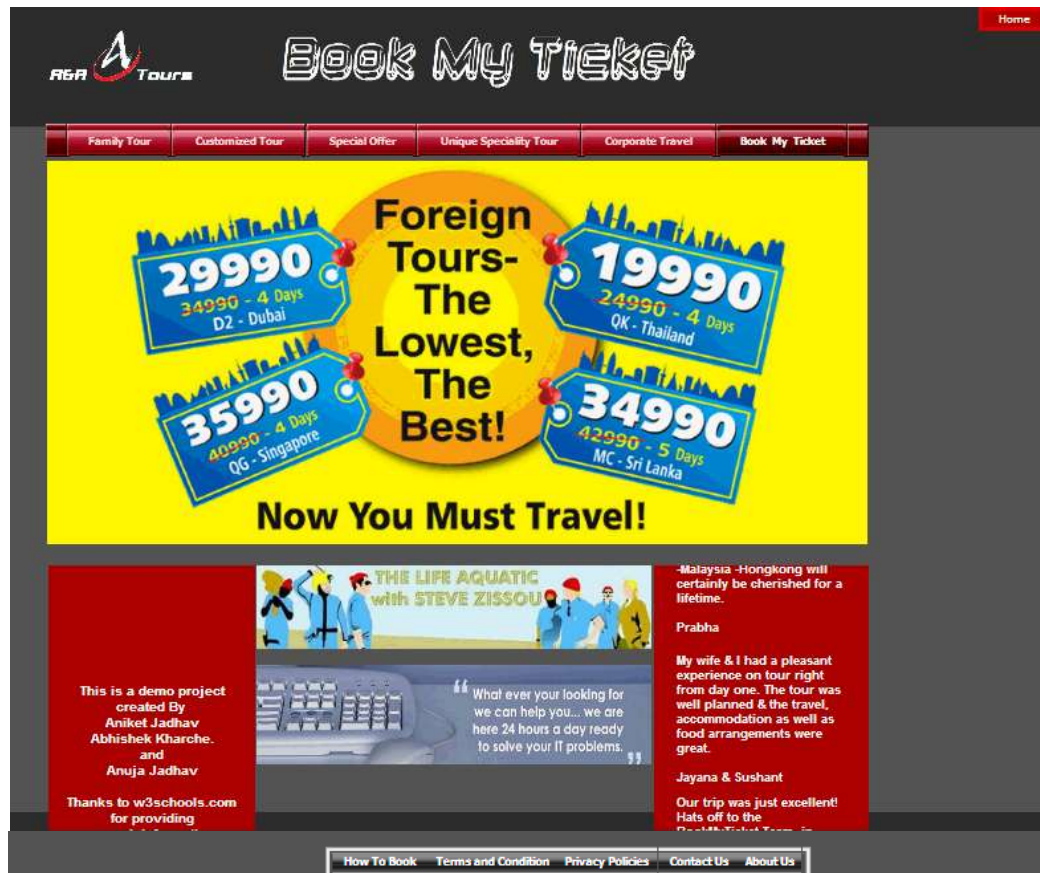 Home
A&A Tours
Book My Ticket
Family Tour
Customized Tour
Special Offer
Unique Speciality Tour
Corporate Travel
Book My Ticket
Foreign
Tours-
The
Lowest,
The
Best!
29990
34990 - 4 Days
D2 - Dubai
19990
24990 - 4 Days
QK - Thailand
35990
40990 - 4 Days
QG - Singapore
34990
42990 - 5 Days
MC - Sri Lanka
Now You Must Travel!
This is a demo project
created By
Aniket Jadhav
Abhishek Kharche.
and
Anuja Jadhav
Thanks to w3schools.com
for providing
THE LIFE AQUATIC
with STEVE ZISSOU
“ What ever your looking for
we can help you... we are
here 24 hours a day ready
to solve your IT problems. ”
-Malaysia -Hongkong will
certainly be cherished for a
lifetime.
Prabha
My wife & I had a pleasant
experience on tour right
from day one. The tour was
well planned & the travel,
accommodation as well as
food arrangements were
great.
Jayana & Sushant
Our trip was just excellent!
Hats off to the
How To Book
Terms and Condition
Privacy Policies
Contact Us
About Us